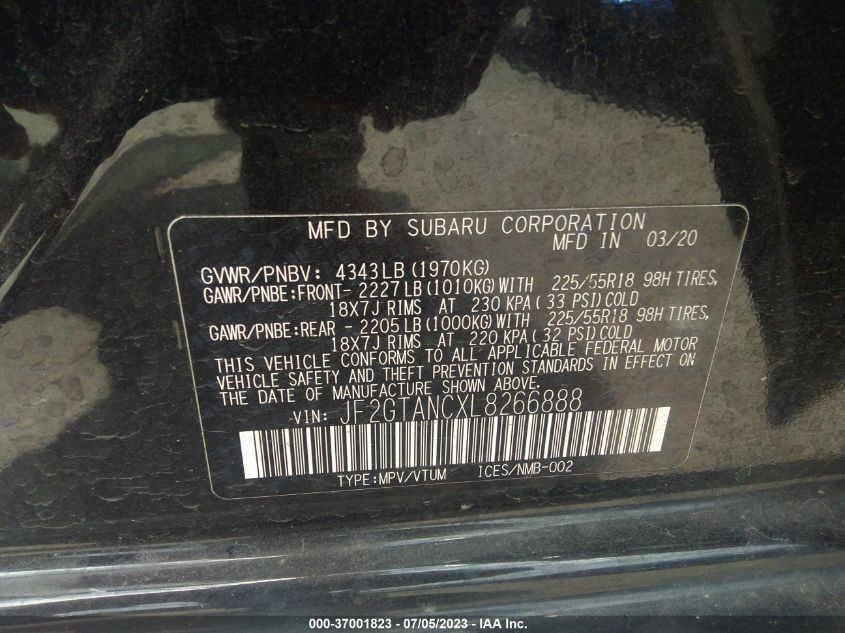 MFD BY SUBARU CORPORATION
MFD IN 03/20
GVWR/PNBV: 4343LB (1970KG)
GAWR/PNBE:FRONT- 2227LB (1010KG) WITH 225/55R18 98H TIRES,
18X7J RIMS AT 230 KPA( 33 PSI) COLD
GAWR/PNBE:REAR - 2205LB (1000KG) WITH 225/55R18 98H TIRES,
18X7J RIMS AT 220 KPA( 32 PSI) COLD
THIS VEHICLE CONFORMS TO ALL APPLICABLE FEDERAL MOTOR
VEHICLE SAFETY AND THEFT PREVENTION STANDARDS IN EFFECT ON
THE DATE OF MANUFACTURE SHOWN ABOVE.
VIN: JF2GTANCXL8266888
TYPE:MPV/VTUM ICES/NMB-002
000-37001823 — 07/05/2023 — IAA Inc.